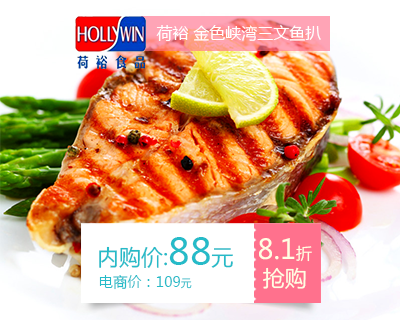 HOLLYWIN
荷裕食品
荷裕 金色峡湾三文鱼扒
内购价:88元
电商价：109元
8.1折
抢购